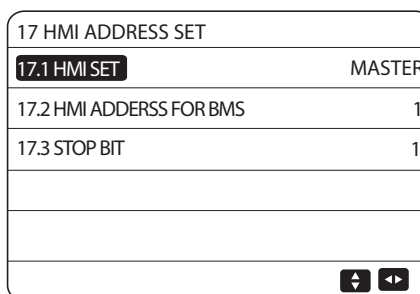 17 HMI ADDRESS SET
17.1 HMI SET MASTER
17.2 HMI ADDERSS FOR BMS 1
17.3 STOP BIT 1